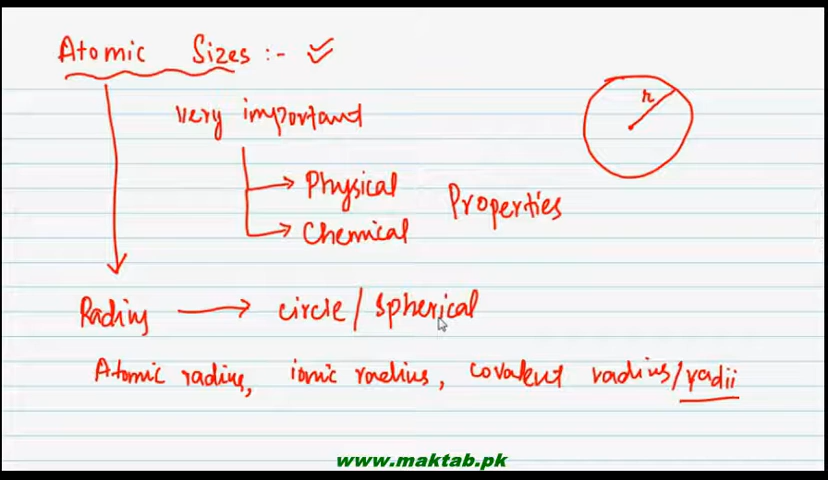 Atomic Sizes :-
r
very important
Physical
Properties
Chemical
Radius → circle / spherical
Atomic radius, ionic radius, covalent radius/radii
www.maktab.pk